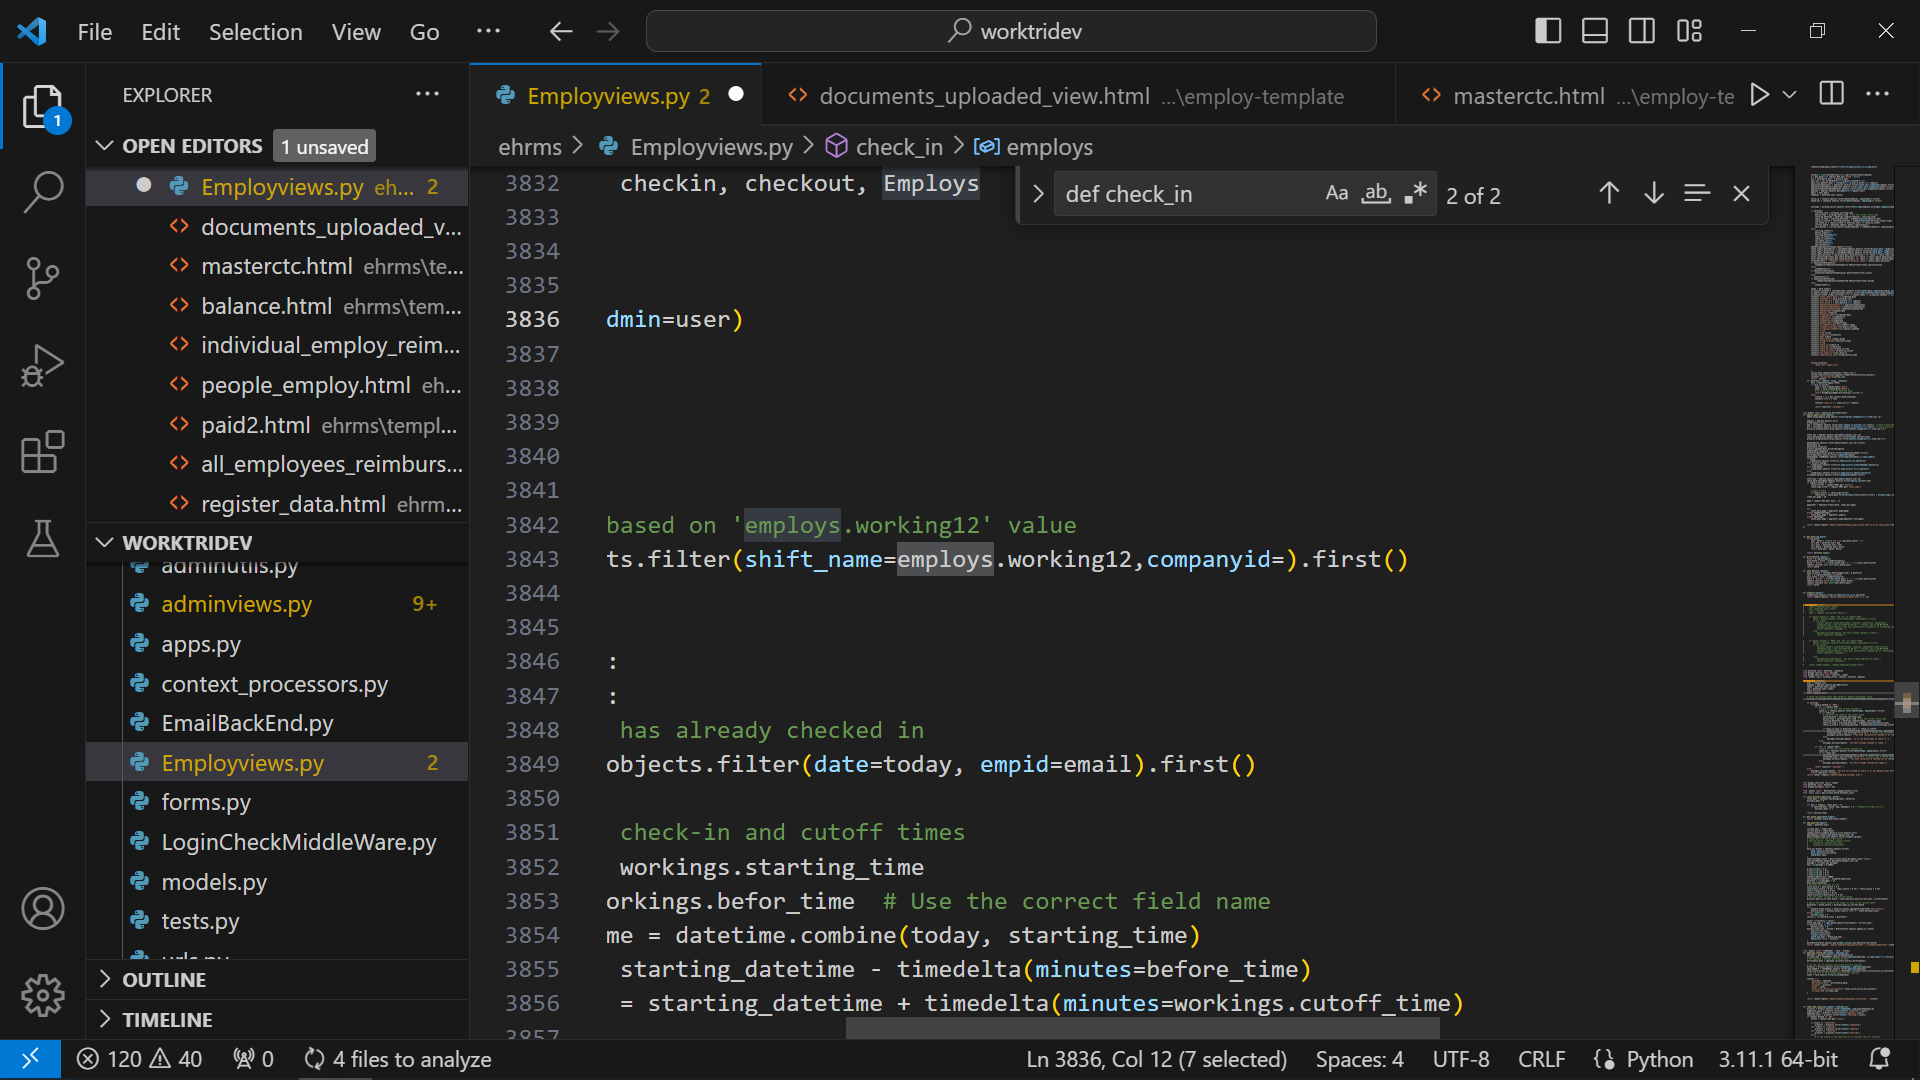 File Edit Selection View Go ··· worktridev
EXPLORER ···
OPEN EDITORS 1 unsaved
Employviews.py eh... 2
documents_uploaded_v...
masterctc.html ehrms\te...
balance.html ehrms\tem...
individual_employ_reim...
people_employ.html eh...
paid2.html ehrms\templ...
all_employees_reimburs...
register_data.html ehrm...
WORKTRIDEV
adminutils.py
adminviews.py 9+
apps.py
context_processors.py
EmailBackEnd.py
Employviews.py 2
forms.py
LoginCheckMiddleWare.py
models.py
tests.py
urls.py
OUTLINE
TIMELINE
1
Employviews.py 2 documents_uploaded_view.html ...\employ-template masterctc.html ...\employ-te
ehrms > Employviews.py > check_in > employs
def check_in Aa ab 2 of 2
3832 checkin, checkout, Employs
3833
3834
3835
3836 dmin=user)
3837
3838
3839
3840
3841
3842 based on 'employs.working12' value
3843 ts.filter(shift_name=employs.working12,companyid=).first()
3844
3845
3846 :
3847 :
3848 has already checked in
3849 objects.filter(date=today, empid=email).first()
3850
3851 check-in and cutoff times
3852 workings.starting_time
3853 orkings.befor_time # Use the correct field name
3854 me = datetime.combine(today, starting_time)
3855 starting_datetime - timedelta(minutes=before_time)
3856 = starting_datetime + timedelta(minutes=workings.cutoff_time)
3857
120 40 0 4 files to analyze Ln 3836, Col 12 (7 selected) Spaces: 4 UTF-8 CRLF Python 3.11.1 64-bit